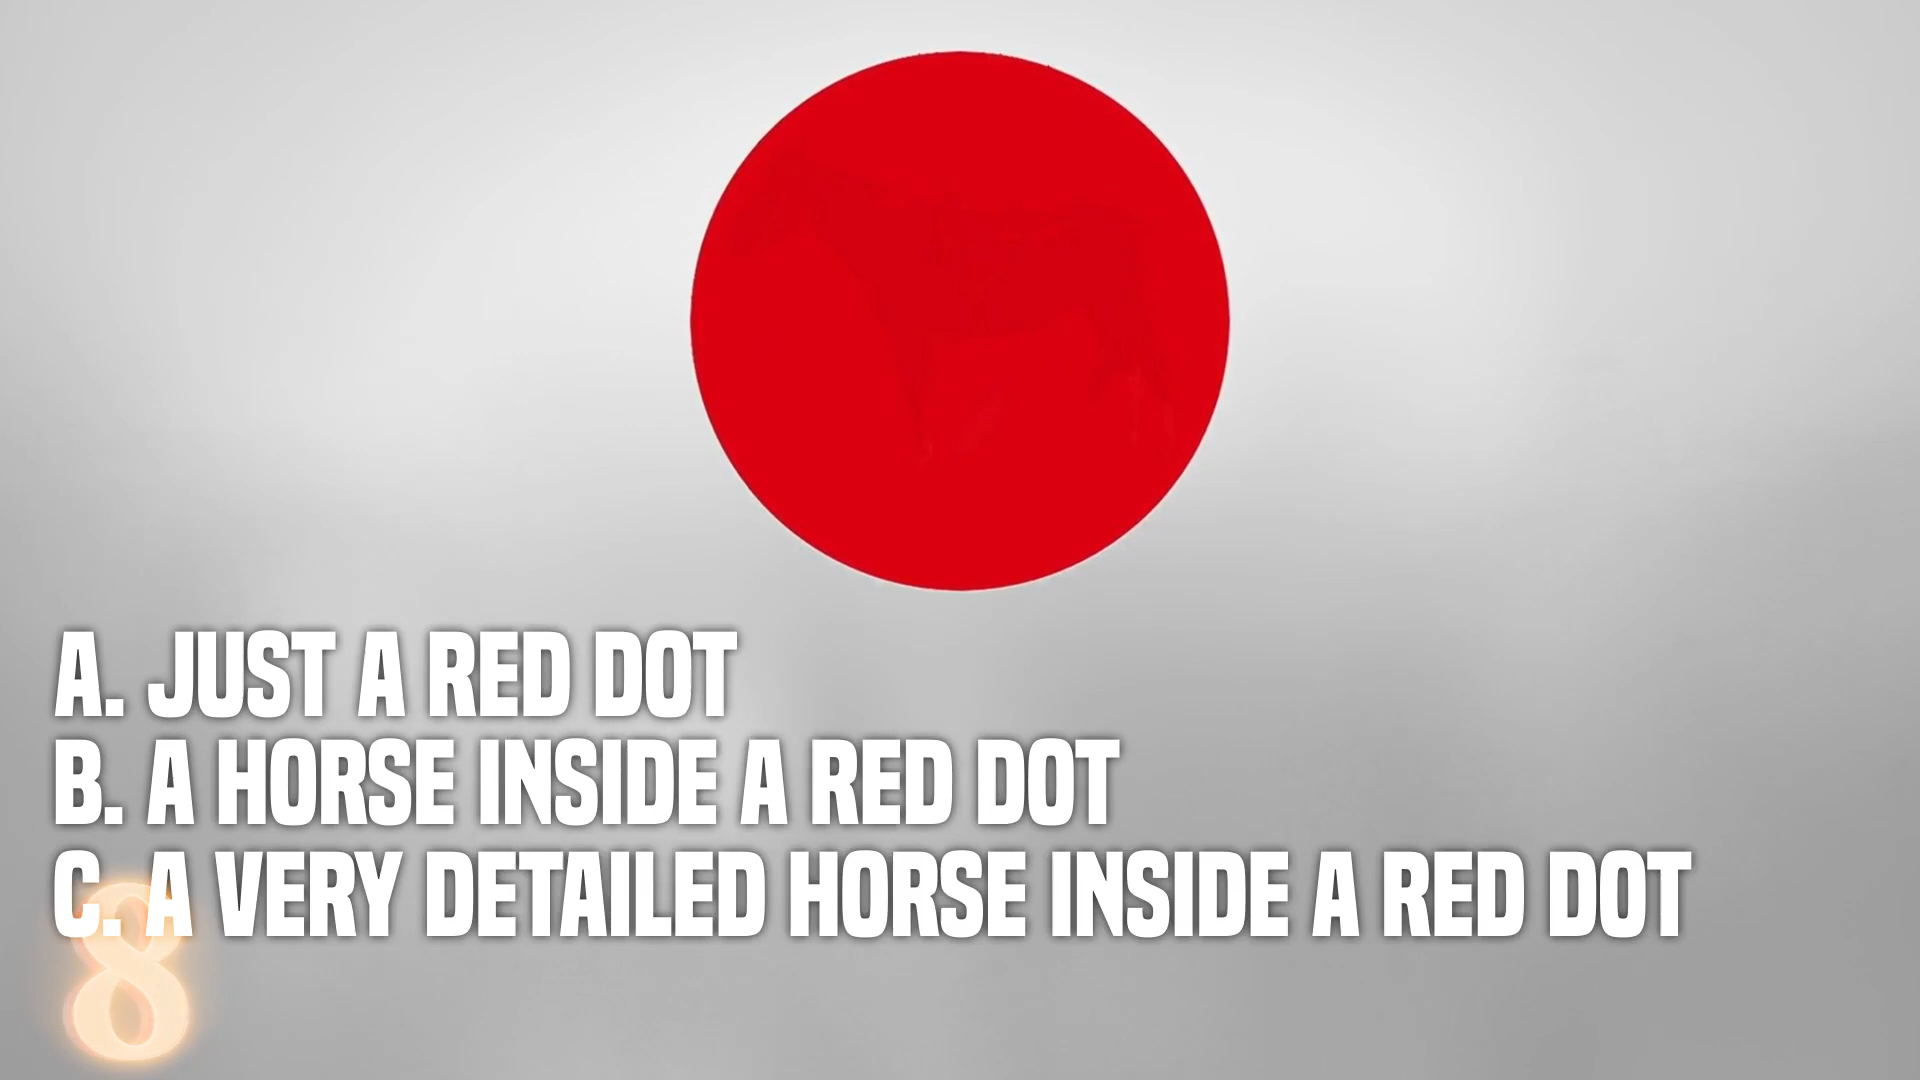 A. JUST A RED DOT
B. A HORSE INSIDE A RED DOT
C. A VERY DETAILED HORSE INSIDE A RED DOT
8